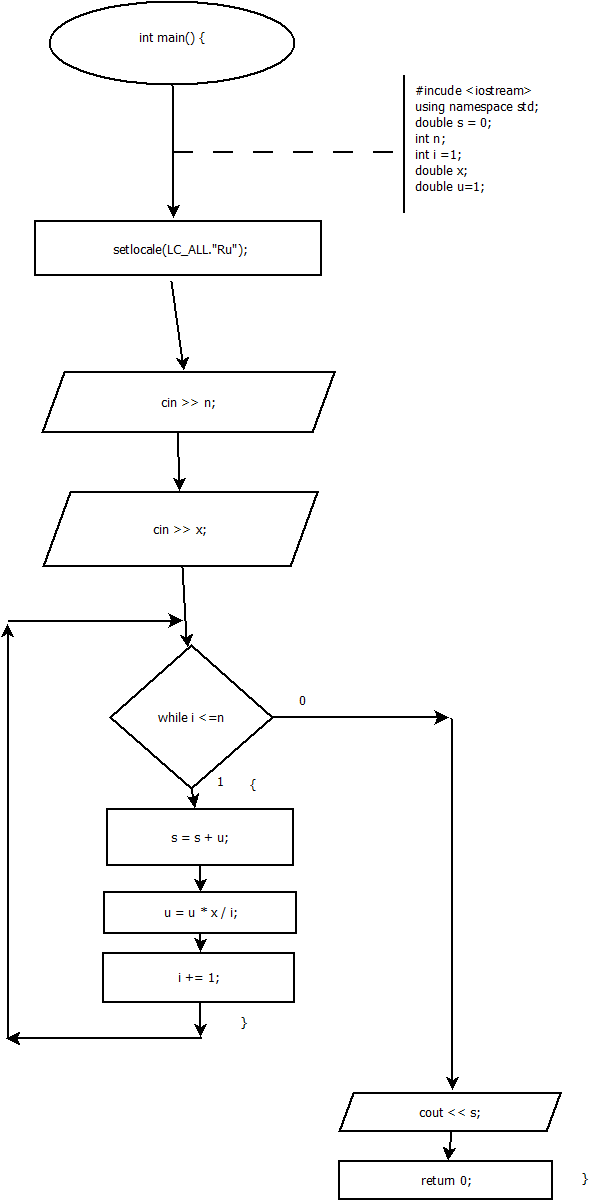 int main() {
#incude <iostream>
using namespace std;
double s = 0;
int n;
int i =1;
double x;
double u=1;
setlocale(LC_ALL."Ru");
cin >> n;
cin >> x;
while i <=n
0
1
{
s = s + u;
u = u * x / i;
i += 1;
}
cout << s;
return 0;
}